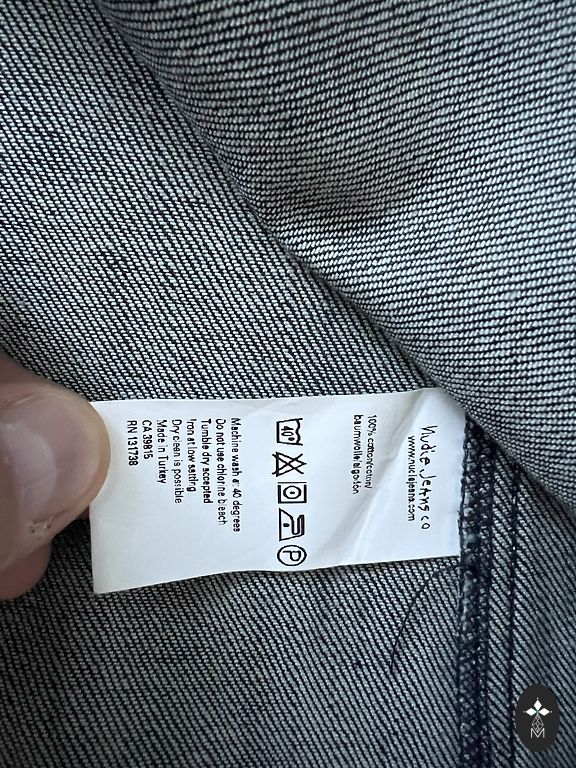 Nudie Jeans co
www.nudiejeans.com
100% cotton/coton/
baumwolle/algodon
40°
P
Machine wash at 40 degrees
Do not use chlorine bleach
Tumble dry accepted
Iron at low setting
Dry clean is possible
Made in Turkey
CA 39815
RN 131738
M